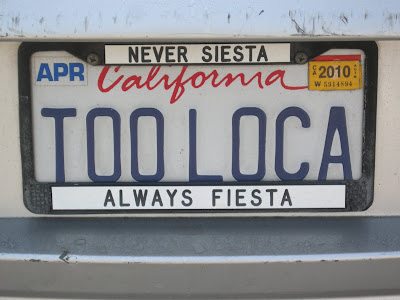 NEVER SIESTA
APR California 2010
TOO LOCA
ALWAYS FIESTA